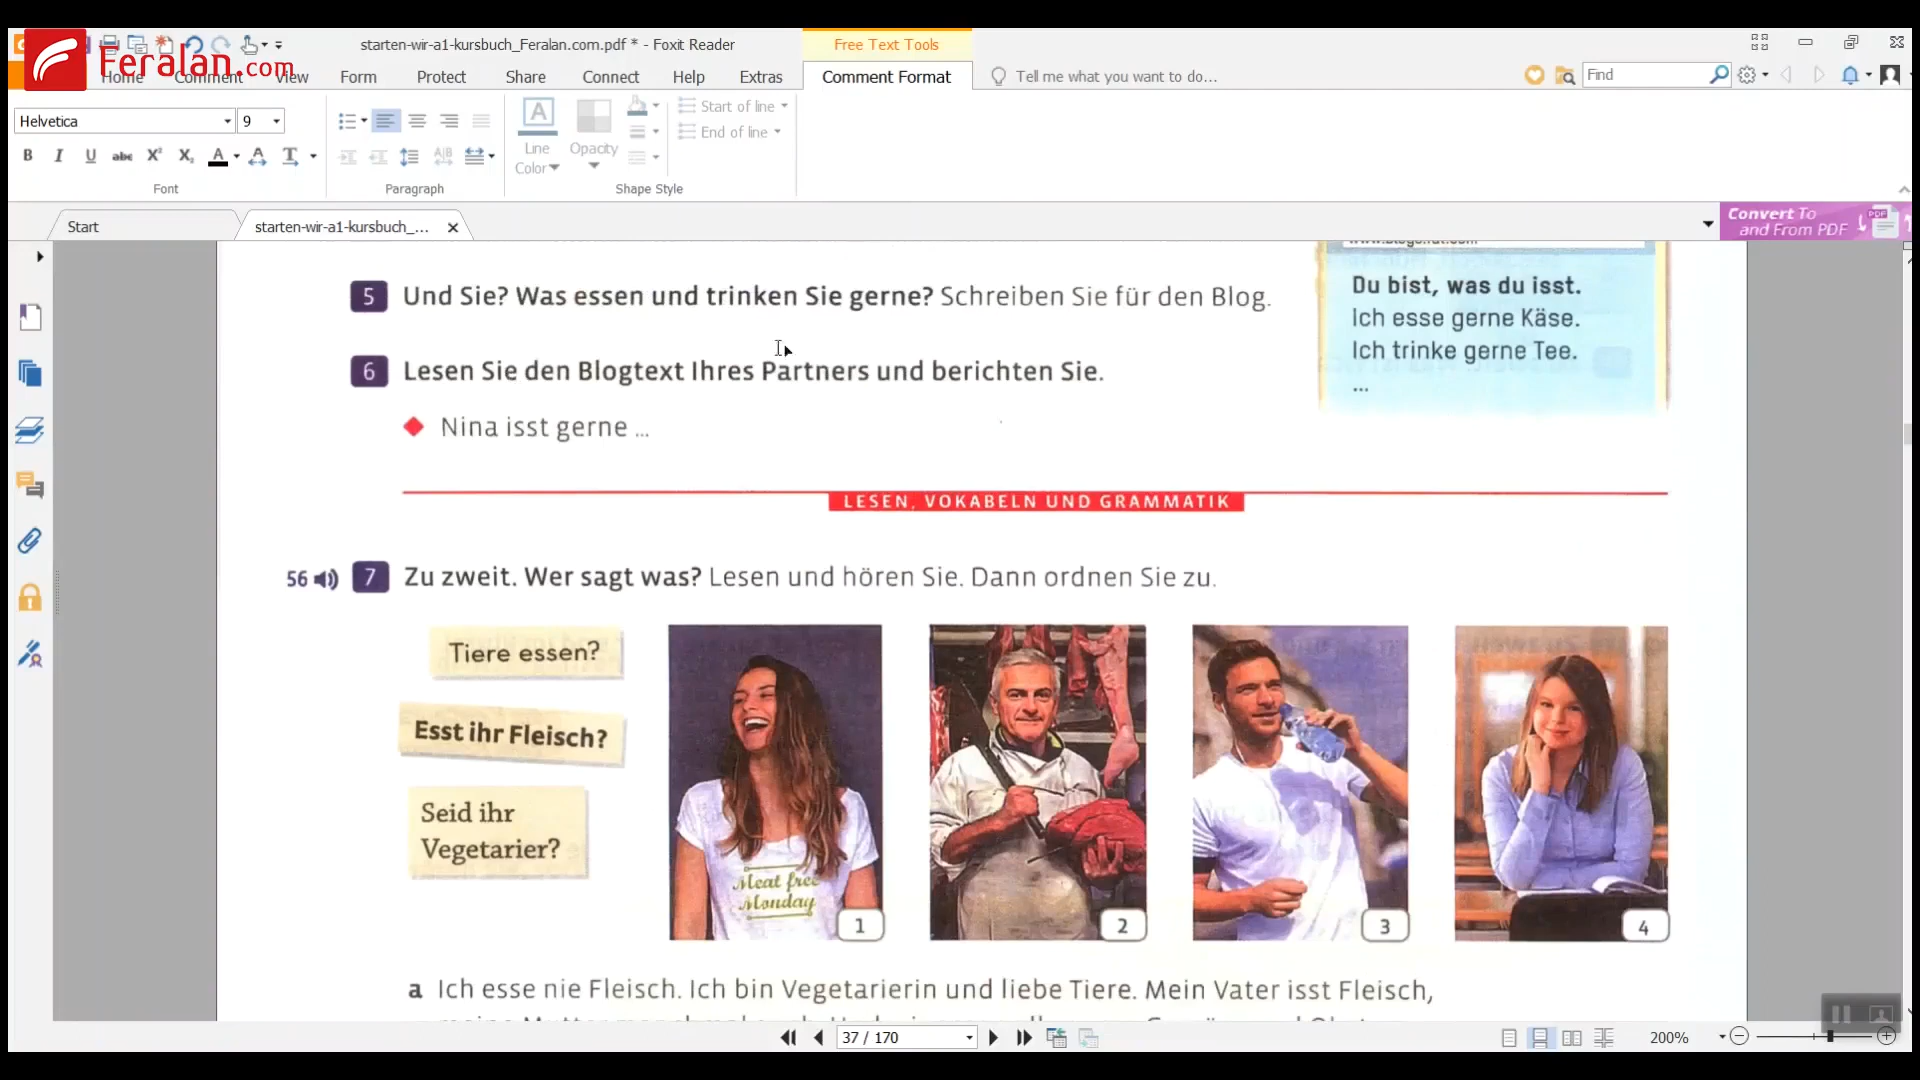 Feralan.com
starten-wir-a1-kursbuch_Feralan.com.pdf * - Foxit Reader
Free Text Tools
Home Comment View Form Protect Share Connect Help Extras Comment Format Tell me what you want to do... Find
Helvetica 9
Start of line
End of line
Line Color
Opacity
Font Paragraph Shape Style
Start
starten-wir-a1-kursbuch_...
Convert To
and From PDF
5 Und Sie? Was essen und trinken Sie gerne? Schreiben Sie für den Blog.
Du bist, was du isst.
Ich esse gerne Käse.
Ich trinke gerne Tee.
...
6 Lesen Sie den Blogtext Ihres Partners und berichten Sie.
Nina isst gerne ...
LESEN, VOKABELN UND GRAMMATIK
56 7 Zu zweit. Wer sagt was? Lesen und hören Sie. Dann ordnen Sie zu.
Tiere essen?
Esst ihr Fleisch?
Seid ihr
Vegetarier?
Meat free
Monday
1
2
3
4
a Ich esse nie Fleisch. Ich bin Vegetarierin und liebe Tiere. Mein Vater isst Fleisch,
37 / 170
200%